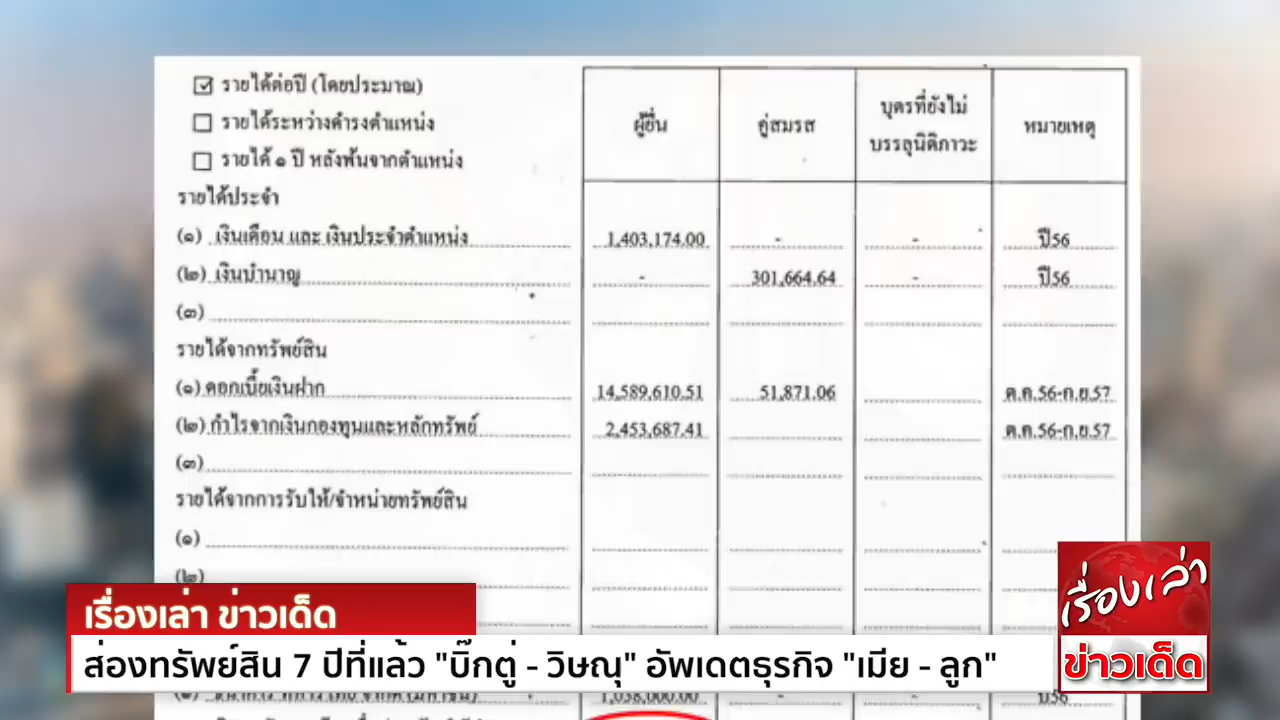 ☑ รายได้ต่อปี (โดยประมาณ)
☐ รายได้ระหว่างดำรงตำแหน่ง
☐ รายได้ ๑ ปี หลังพ้นจากตำแหน่ง
ผู้ยื่น คู่สมรส บุตรที่ยังไม่บรรลุนิติภาวะ หมายเหตุ
รายได้ประจำ
(๑) เงินเดือน และ เงินประจำตำแหน่ง 1,403,174.00 - - ปี56
(๒) เงินบำนาญ - 301,664.64 - ปี56
(๓)
รายได้จากทรัพย์สิน
(๑) ดอกเบี้ยเงินฝาก 14,589,610.51 51,871.06 ต.ค.56-ก.ย.57
(๒) กำไรจากเงินกองทุนและหลักทรัพย์ 2,453,687.41 ต.ค.56-ก.ย.57
(๓)
รายได้จากการรับให้/จำหน่ายทรัพย์สิน
(๑)
(๒)
เรื่องเล่า ข่าวเด็ด
ส่องทรัพย์สิน 7 ปีที่แล้ว "บิ๊กตู่ - วิษณุ" อัพเดตธุรกิจ "เมีย - ลูก"
เรื่องเล่า
ข่าวเด็ด
1,058,000.00 - - ปี56